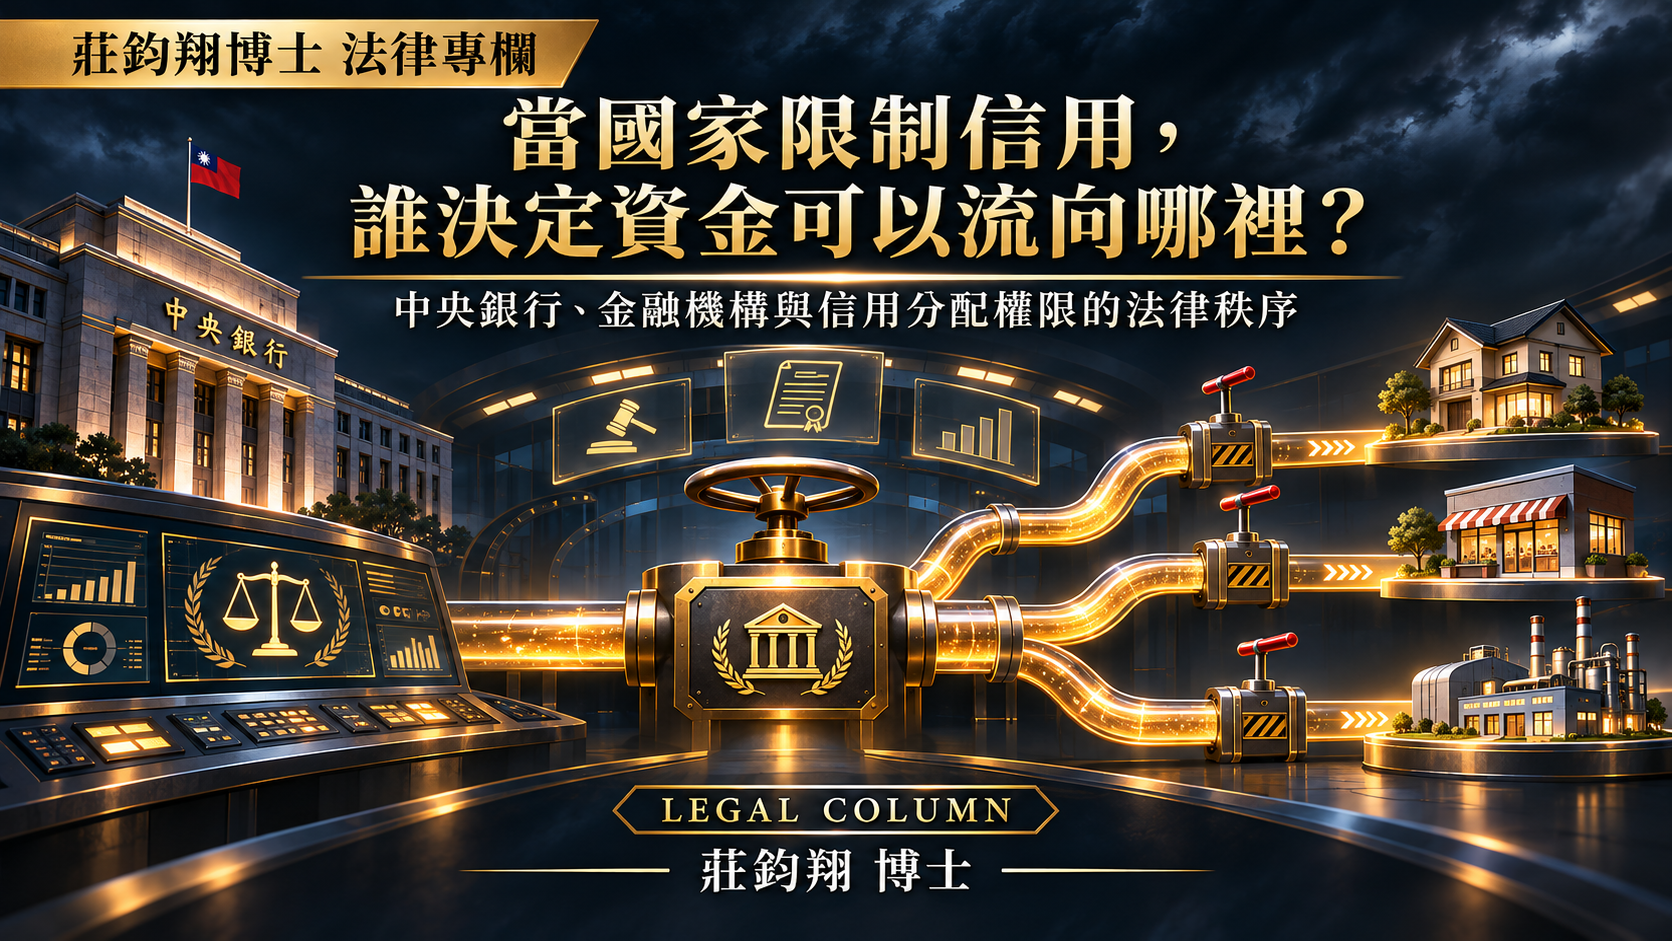 莊鈞翔博士 法律專欄
當國家限制信用，
誰決定資金可以流向哪裡？
中央銀行、金融機構與信用分配權限的法律秩序
中央銀行
LEGAL COLUMN
莊鈞翔 博士